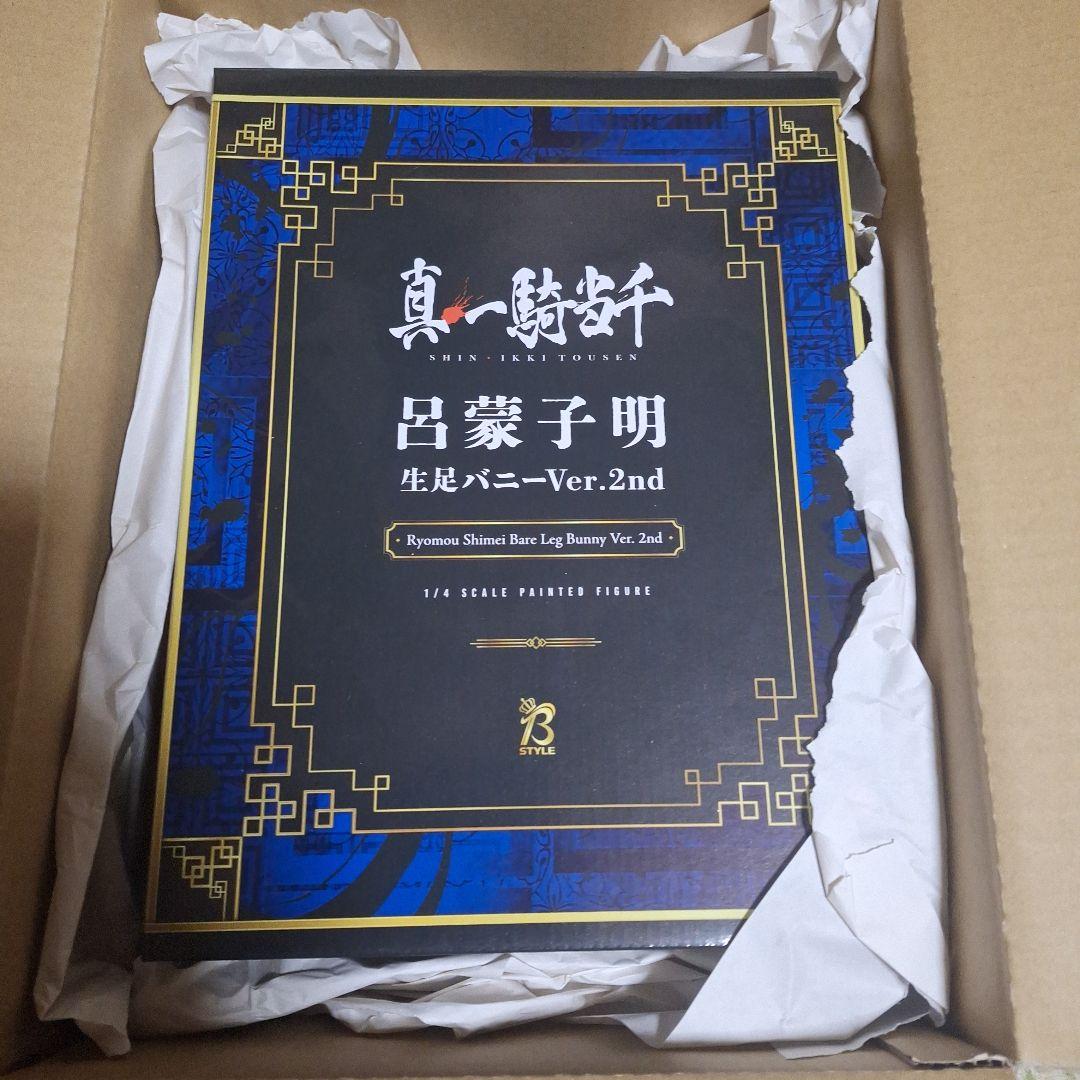 真・一騎当千
SHIN・IKKI TOUSEN
呂蒙子明
生足バニーVer.2nd
Ryomou Shimei Bare Leg Bunny Ver. 2nd
1/4 SCALE PAINTED FIGURE
B
STYLE